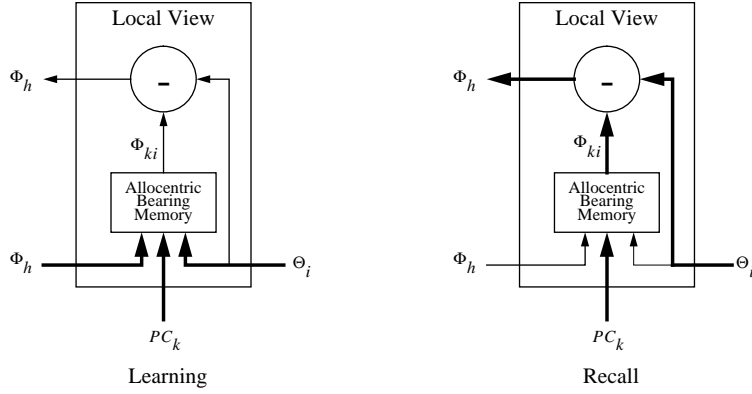 Local View
Φh
-
Φki
Allocentric
Bearing
Memory
Φh
Θi
PCk
Learning
Local View
Φh
-
Φki
Allocentric
Bearing
Memory
Φh
Θi
PCk
Recall